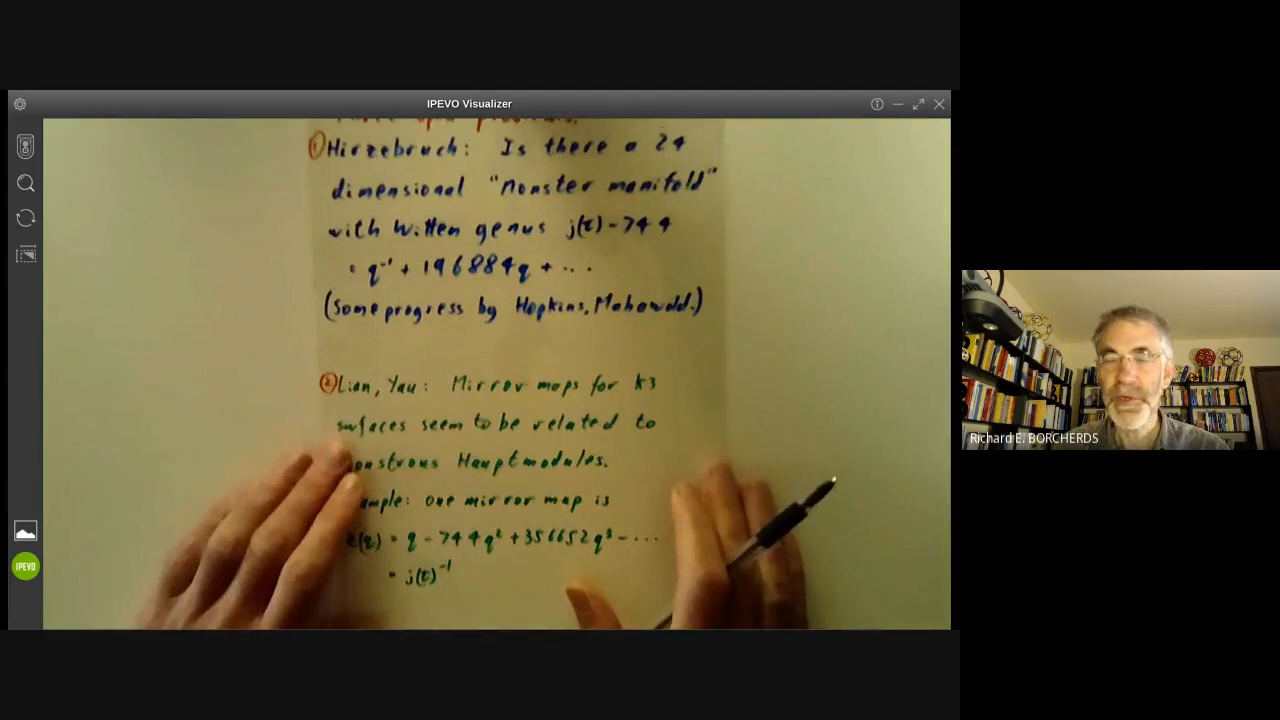 IPEVO Visualizer
① Hirzebruch: Is there a 24
dimensional "monster manifold"
with Witten genus j(τ)-744
= q⁻¹ + 196884q + ...
(Some progress by Hopkins, Mahowald.)
② Lian, Yau: Mirror maps for k3
surfaces seem to be related to
Hauptmodules.
one mirror map is
= q - 744q² + 356652q³ - ....
= j(τ)⁻¹
IPEVO
Richard E. BORCHERDS